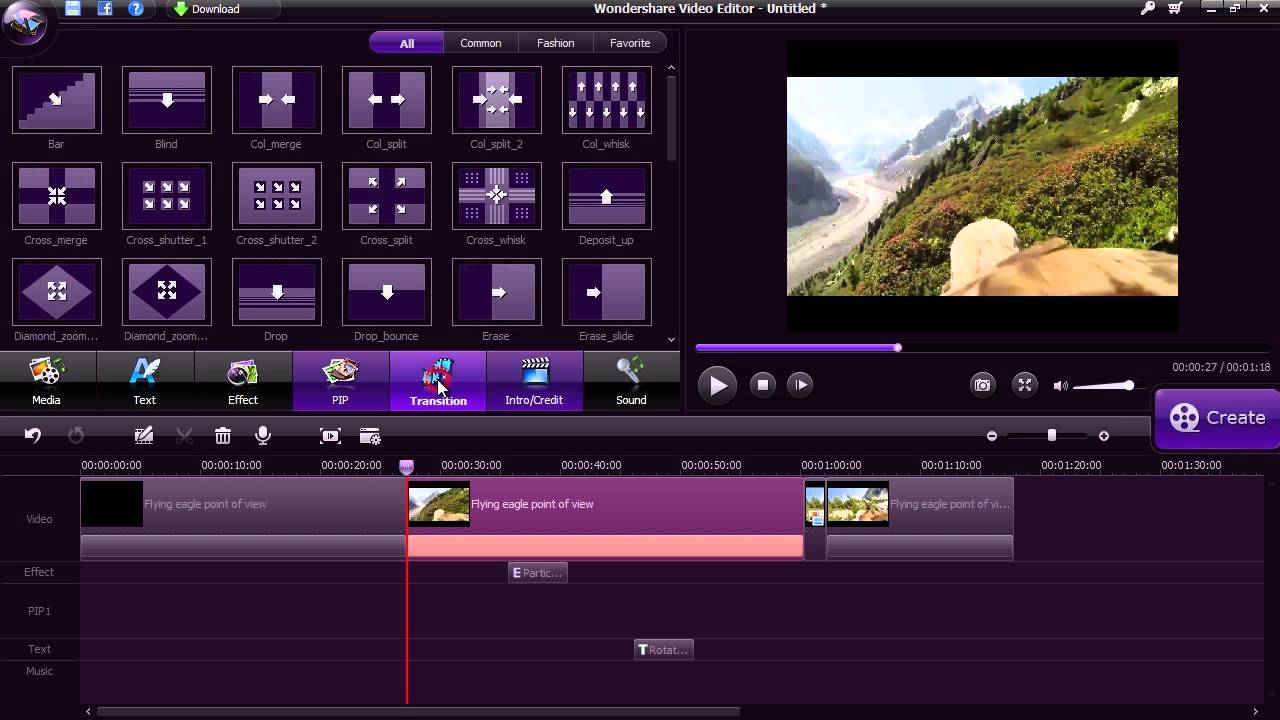 Download
Wondershare Video Editor - Untitled *
All
Common
Fashion
Favorite
Bar
Blind
Col_merge
Col_split
Col_split_2
Col_whisk
Cross_merge
Cross_shutter_1
Cross_shutter_2
Cross_split
Cross_whisk
Deposit_up
Diamond_zoom...
Diamond_zoom...
Drop
Drop_bounce
Erase
Erase_slide
00:00:27 / 00:01:18
Media
Text
Effect
PIP
Transition
Intro/Credit
Sound
Create
00:00:00:00
00:00:10:00
00:00:20:00
00:00:30:00
00:00:40:00
00:00:50:00
00:01:00:00
00:01:10:00
00:01:20:00
00:01:30:00
Video
Flying eagle point of view
Flying eagle point of view
Flying eagle point of vi...
Effect
E Partic...
PIP1
Text
T Rotat...
Music